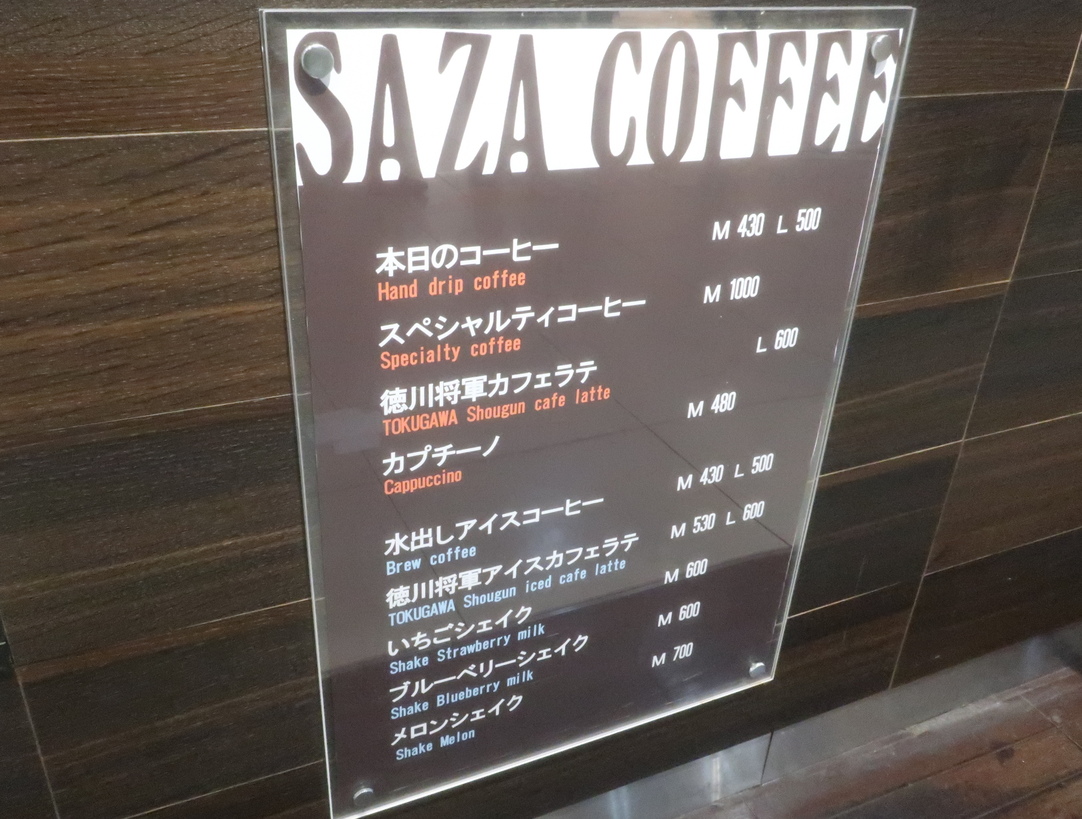 SAZA COFFEE
本日のコーヒー M 430 L 500
Hand drip coffee
スペシャルティコーヒー M 1000
Specialty coffee
徳川将軍カフェラテ L 600
TOKUGAWA Shougun cafe latte
カプチーノ M 480
Cappuccino
水出しアイスコーヒー M 430 L 500
Brew coffee
徳川将軍アイスカフェラテ M 530 L 600
TOKUGAWA Shougun iced cafe latte
いちごシェイク M 600
Shake Strawberry milk
ブルーベリーシェイク M 600
Shake Blueberry milk
メロンシェイク M 700
Shake Melon